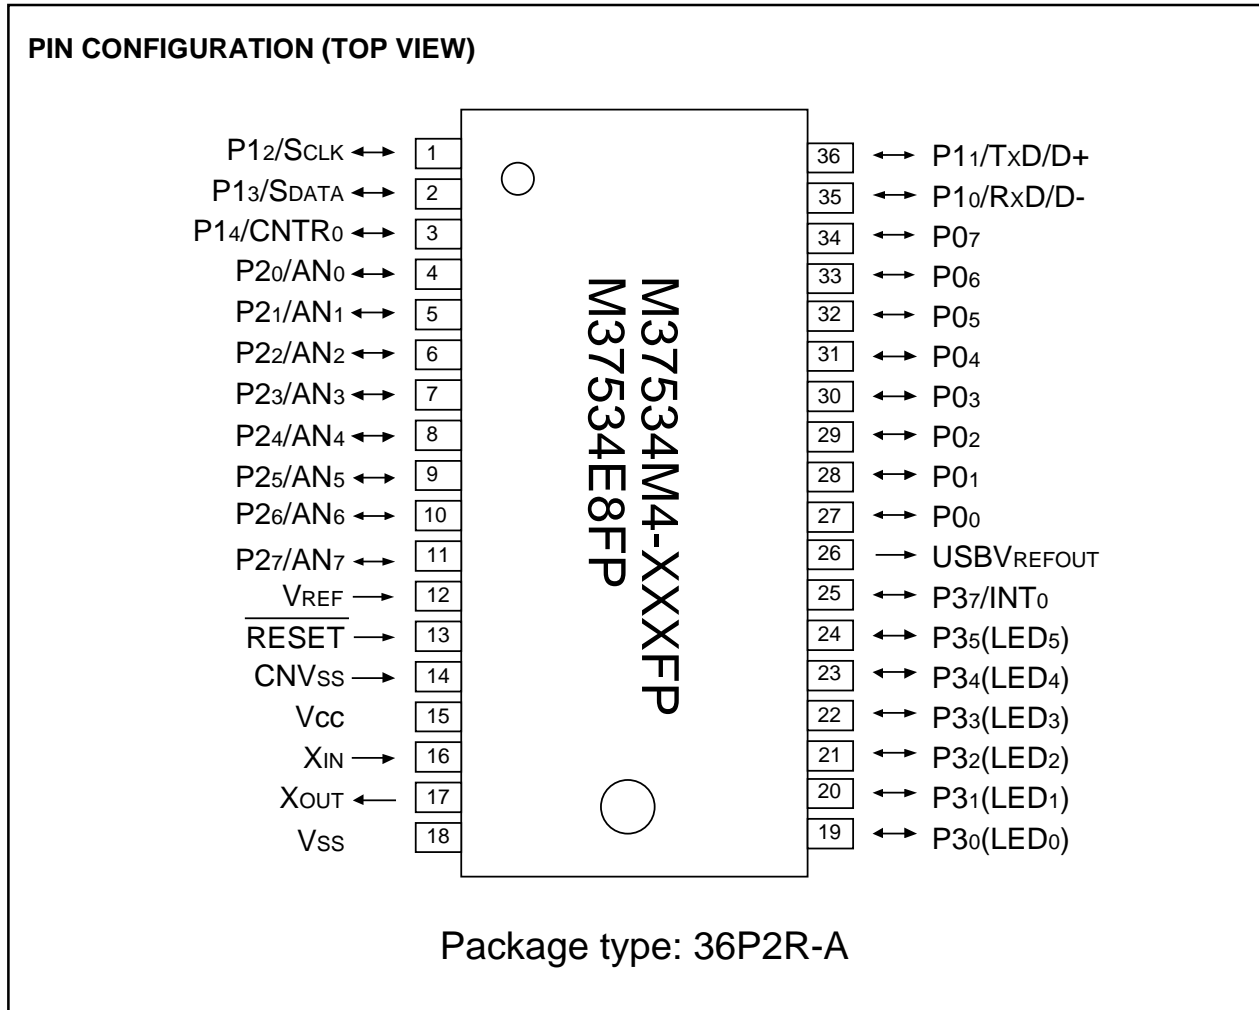 PIN CONFIGURATION (TOP VIEW)
P12/SCLK
P13/SDATA
P14/CNTR0
P20/AN0
P21/AN1
P22/AN2
P23/AN3
P24/AN4
P25/AN5
P26/AN6
P27/AN7
VREF
RESET
CNVSS
VCC
XIN
XOUT
VSS
1
2
3
4
5
6
7
8
9
10
11
12
13
14
15
16
17
18
M37534M4-XXXFP
M37534E8FP
36
35
34
33
32
31
30
29
28
27
26
25
24
23
22
21
20
19
P11/TXD/D+
P10/RXD/D-
P07
P06
P05
P04
P03
P02
P01
P00
USBVREFOUT
P37/INT0
P35(LED5)
P34(LED4)
P33(LED3)
P32(LED2)
P31(LED1)
P30(LED0)
Package type: 36P2R-A